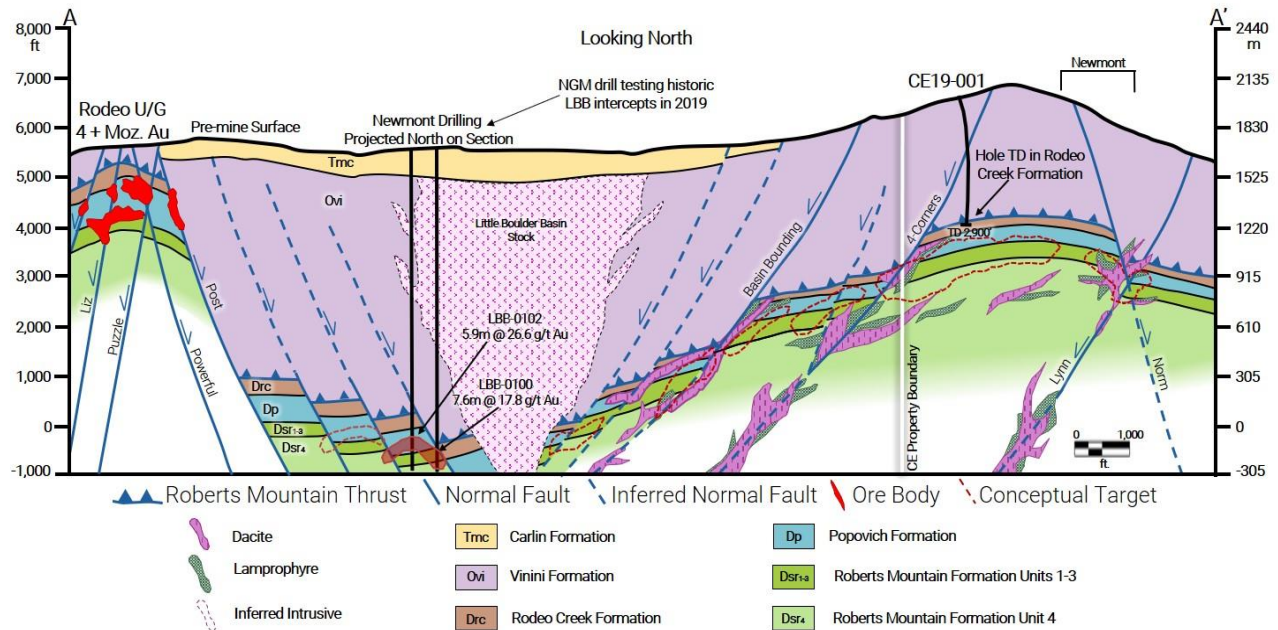 A
A'
8,000
ft
7,000
6,000
5,000
4,000
3,000
2,000
1,000
0
-1,000
2440
m
2135
1830
1525
1220
915
610
305
0
-305
Looking North
Rodeo U/G
4 + Moz. Au
Pre-mine Surface
NGM drill testing historic
LBB intercepts in 2019
Newmont Drilling
Projected North on Section
CE19-001
Newmont
Hole TD in Rodeo
Creek Formation
TD 2,900'
Tmc
Ovi
Little Boulder Basin
Stock
Basin Bounding
4-Corners
Liz
Puzzle
Powerful
Post
LBB-0102
5.9m @ 26.6 g/t Au
LBB-0100
7.6m @ 17.8 g/t Au
Drc
Dp
Dsr1-3
Dsr4
CE Property Boundary
Lynn
Norm
0 1,000
ft.
Roberts Mountain Thrust
Normal Fault
Inferred Normal Fault
Ore Body
Conceptual Target
Dacite
Lamprophyre
Inferred Intrusive
Tmc Carlin Formation
Ovi Vinini Formation
Drc Rodeo Creek Formation
Dp Popovich Formation
Dsr1-3 Roberts Mountain Formation Units 1-3
Dsr4 Roberts Mountain Formation Unit 4